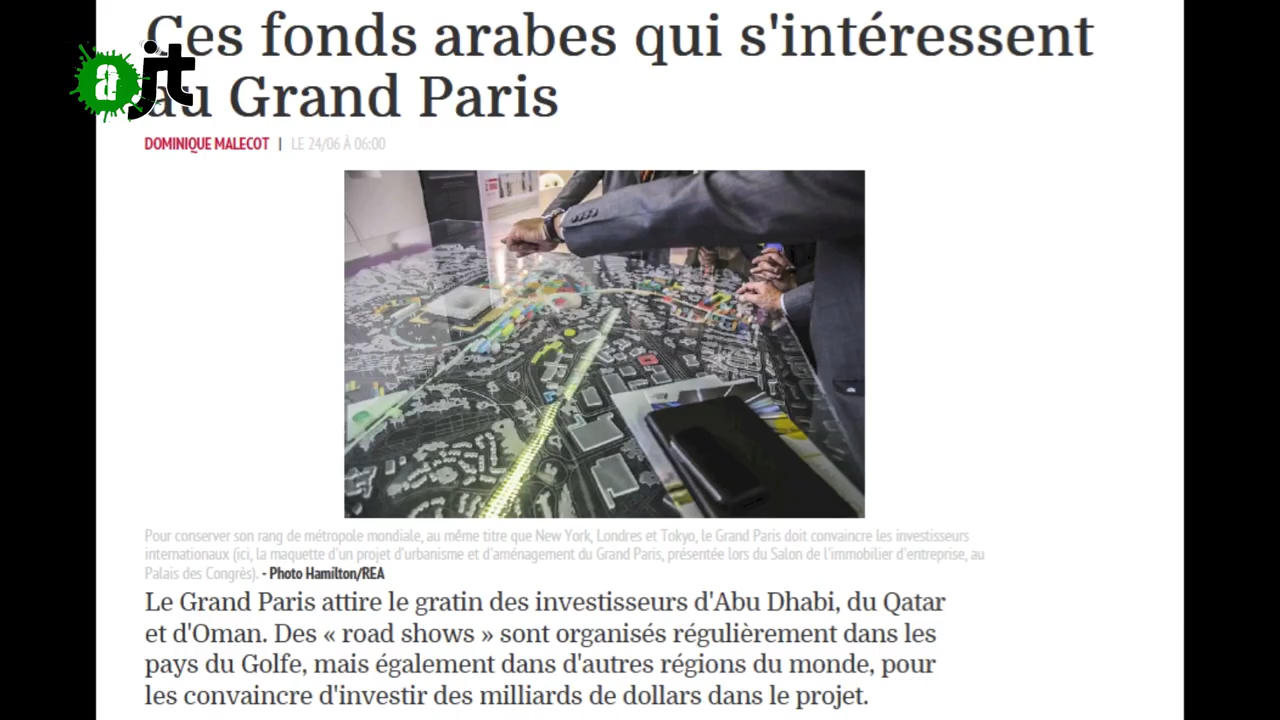 Ces fonds arabes qui s'intéressent
au Grand Paris
a.jt
DOMINIQUE MALECOT | LE 24/06 À 06:00
Pour conserver son rang de métropole mondiale, au même titre que New York, Londres et Tokyo, le Grand Paris doit convaincre les investisseurs
internationaux (ici, la maquette d'un projet d'urbanisme et d'aménagement du Grand Paris, présentée lors du Salon de l'immobilier d'entreprise, au
Palais des Congrès). - Photo Hamilton/REA
Le Grand Paris attire le gratin des investisseurs d'Abu Dhabi, du Qatar
et d'Oman. Des « road shows » sont organisés régulièrement dans les
pays du Golfe, mais également dans d'autres régions du monde, pour
les convaincre d'investir des milliards de dollars dans le projet.